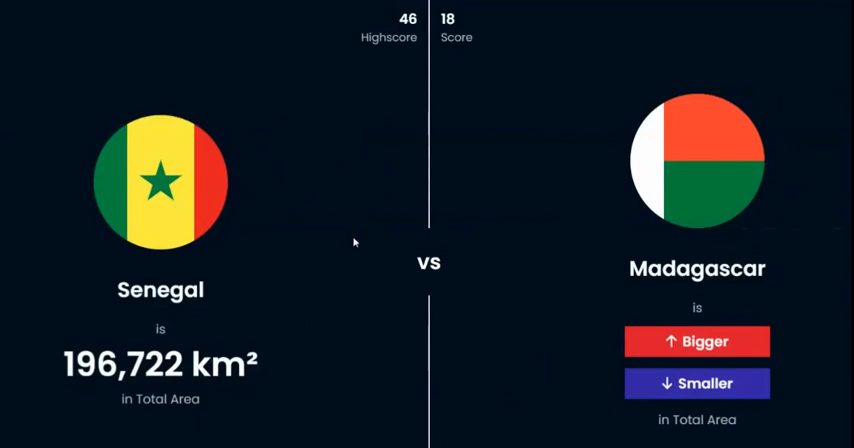 46
Highscore
18
Score
Senegal
is
196,722 km²
in Total Area
VS
Madagascar
is
↑ Bigger
↓ Smaller
in Total Area